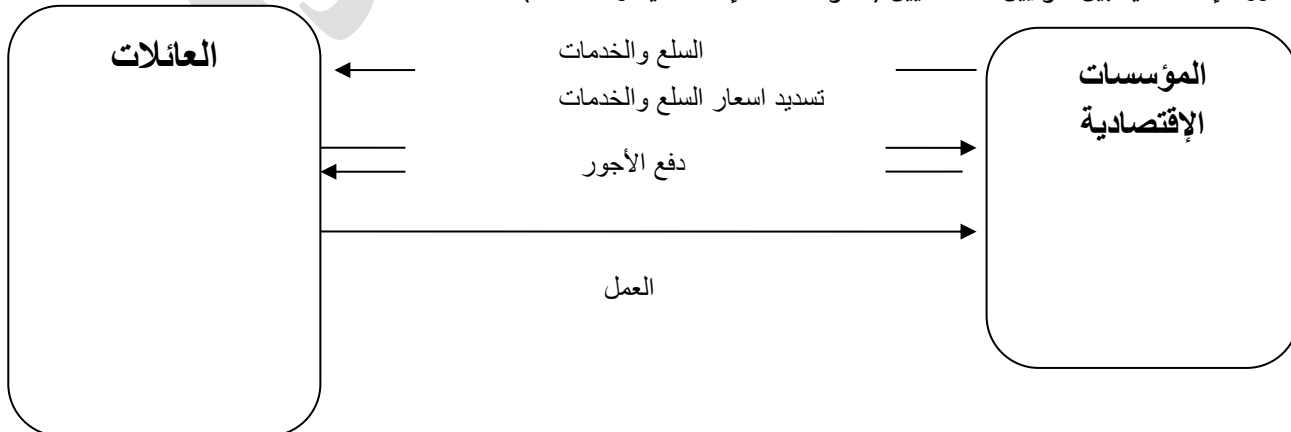 العائلات
السلع والخدمات
المؤسسات
الإقتصادية
تسديد اسعار السلع والخدمات
دفع الأجور
العمل